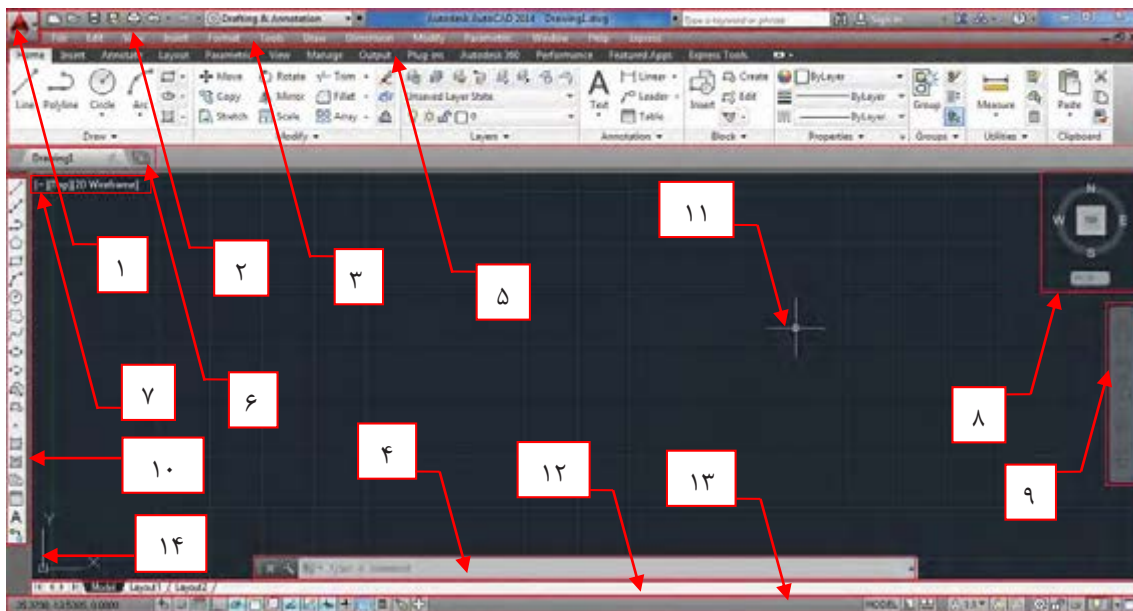 Drafting & Annotation Autodesk AutoCAD 2014 Drawing1.dwg Type a keyword or phrase Sign In
File Edit View Insert Format Tools Draw Dimension Modify Parametric Window Help Express
Home Insert Annotate Layout Parametric View Manage Output Plug-ins Autodesk 360 Performance Featured Apps Express Tools
Move Rotate Trim Linear Create ByLayer
Line Polyline Circle Arc Copy Mirror Fillet Unsaved Layer State Text Leader Insert Edit ByLayer Group Measure Paste
Stretch Scale Array 0 Table ByLayer
Draw Modify Layers Annotation Block Properties Groups Utilities Clipboard
Drawing1
[-][Top][2D Wireframe]
N
W TOP E
S
۱۱
۱ ۲ ۳ ۵
۷ ۶ ۸
۴ ۱۲ ۱۳
۱۰ ۹
A
Y
۱۴
X
Type a command
Model Layout1 / Layout2 /
MODEL 1:1